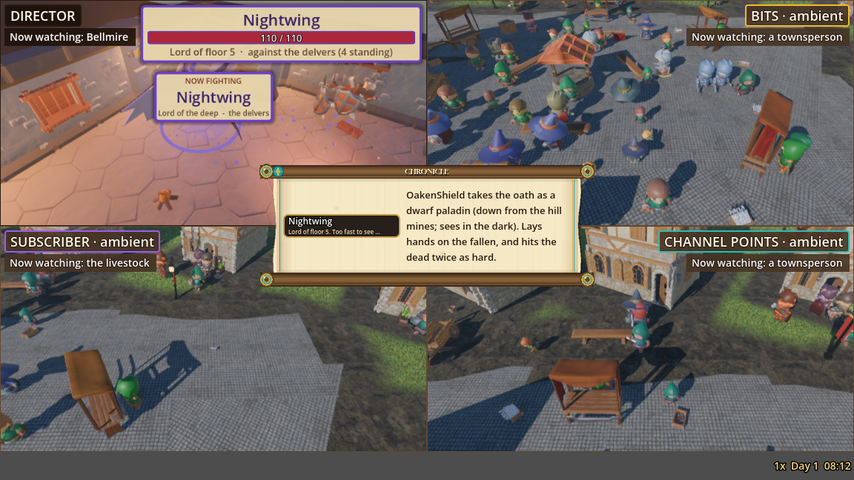 DIRECTOR
Now watching: Bellmire
Nightwing
110 / 110
Lord of floor 5 · against the delvers (4 standing)
NOW FIGHTING
Nightwing
Lord of the deep - the delvers
BITS · ambient
Now watching: a townsperson
CHRONICLE
Nightwing
Lord of floor 5. Too fast to see ...
OakenShield takes the oath as a
dwarf paladin (down from the hill
mines; sees in the dark). Lays
hands on the fallen, and hits the
dead twice as hard.
SUBSCRIBER · ambient
Now watching: the livestock
CHANNEL POINTS · ambient
Now watching: a townsperson
1x Day 1 08:12